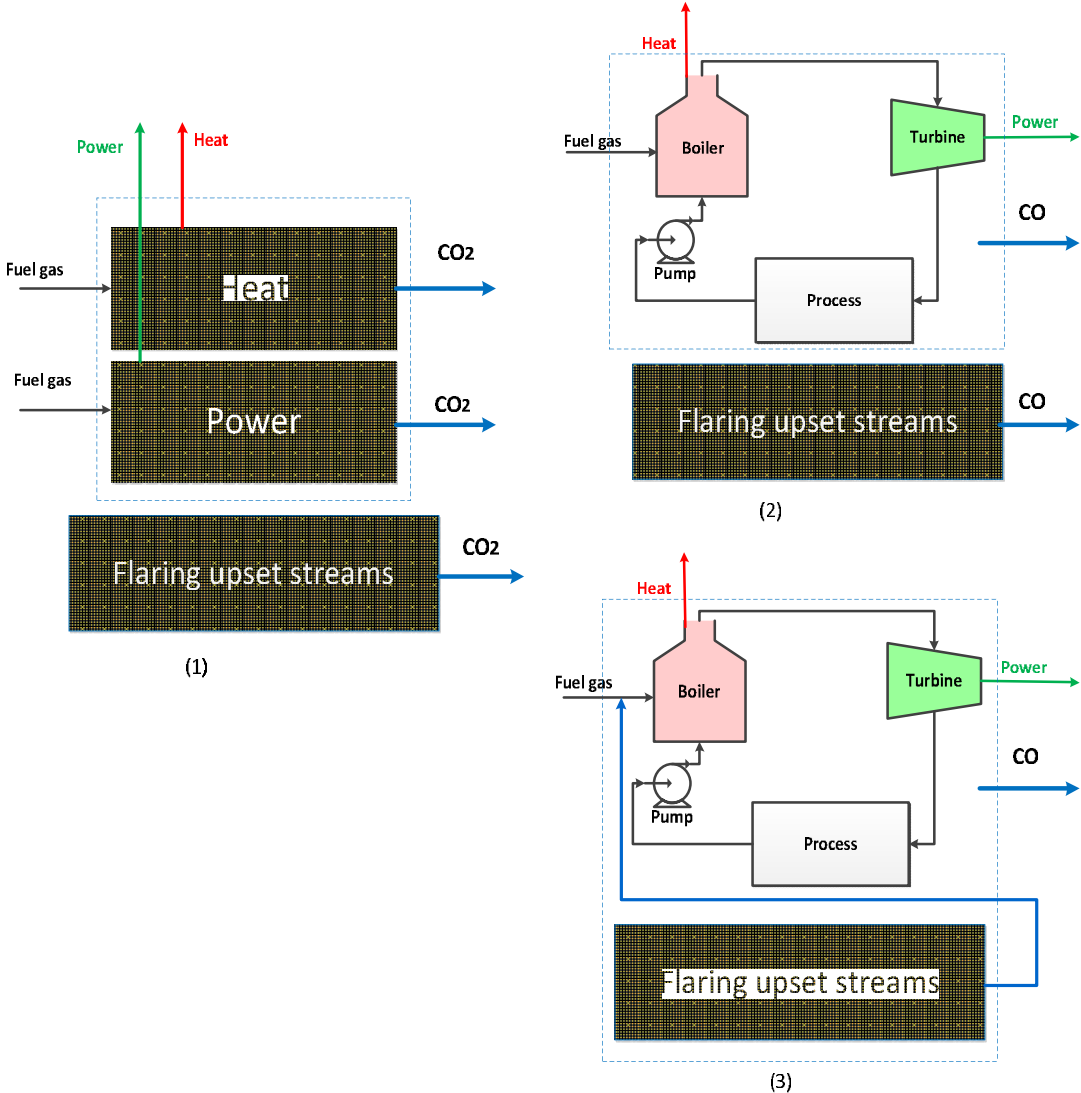 Power
Heat
Fuel gas
Heat
CO2
Fuel gas
Power
CO2
Flaring upset streams
CO2
(1)
Heat
Fuel gas
Boiler
Turbine
Power
Pump
Process
CO
Flaring upset streams
CO
(2)
Heat
Fuel gas
Boiler
Turbine
Power
Pump
Process
CO
Flaring upset streams
(3)